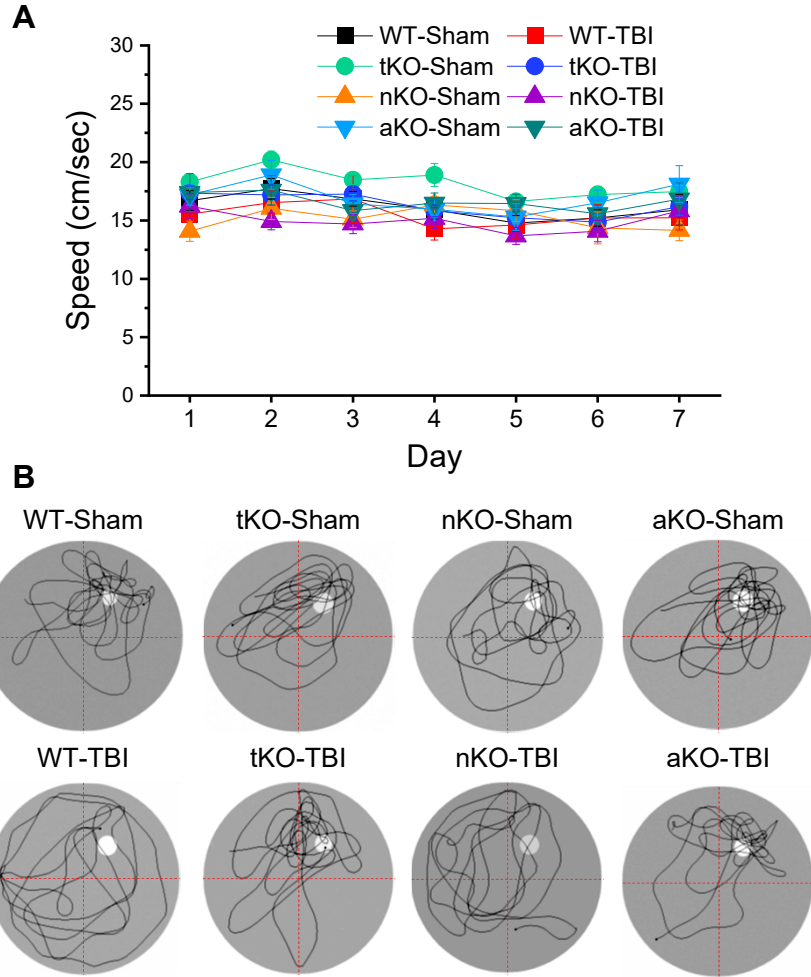 A
WT-Sham WT-TBI
tKO-Sham tKO-TBI
nKO-Sham nKO-TBI
aKO-Sham aKO-TBI
30
25
20
15
10
5
0
Speed (cm/sec)
1 2 3 4 5 6 7
Day
B
WT-Sham tKO-Sham nKO-Sham aKO-Sham
WT-TBI tKO-TBI nKO-TBI aKO-TBI